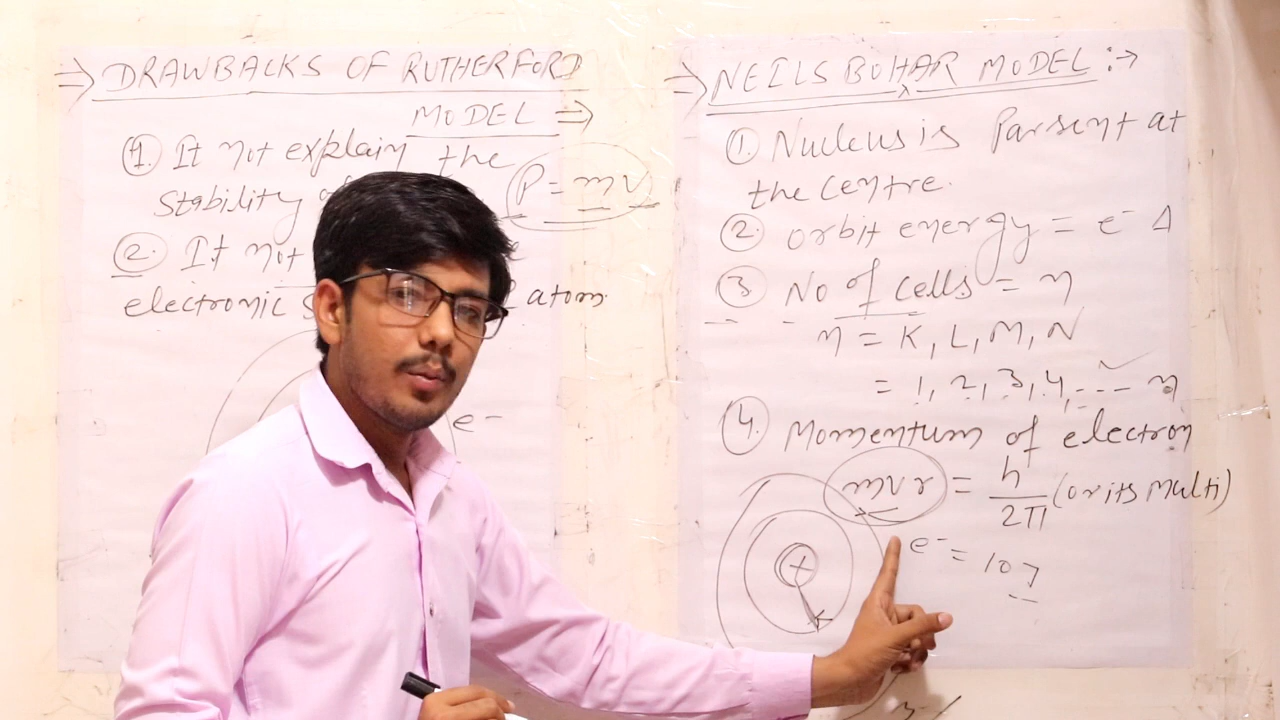 ⇒ DRAWBACKS OF RUTHERFORD
MODEL ⇒
1. It not explain the
stability
P = mv
2. It not
electronic s atom.
e⁻
⇒ NEILS BOHAR MODEL :→
1. Nucleus is Parsent at
the centre.
2. orbit energy = e⁻ Δ
3 No of cells = n
n = K, L, M, N
= 1, 2, 3, 4, --- n
4. Momentum of electron
mvr = h/2π (or its multi)
+
e⁻ = 10J